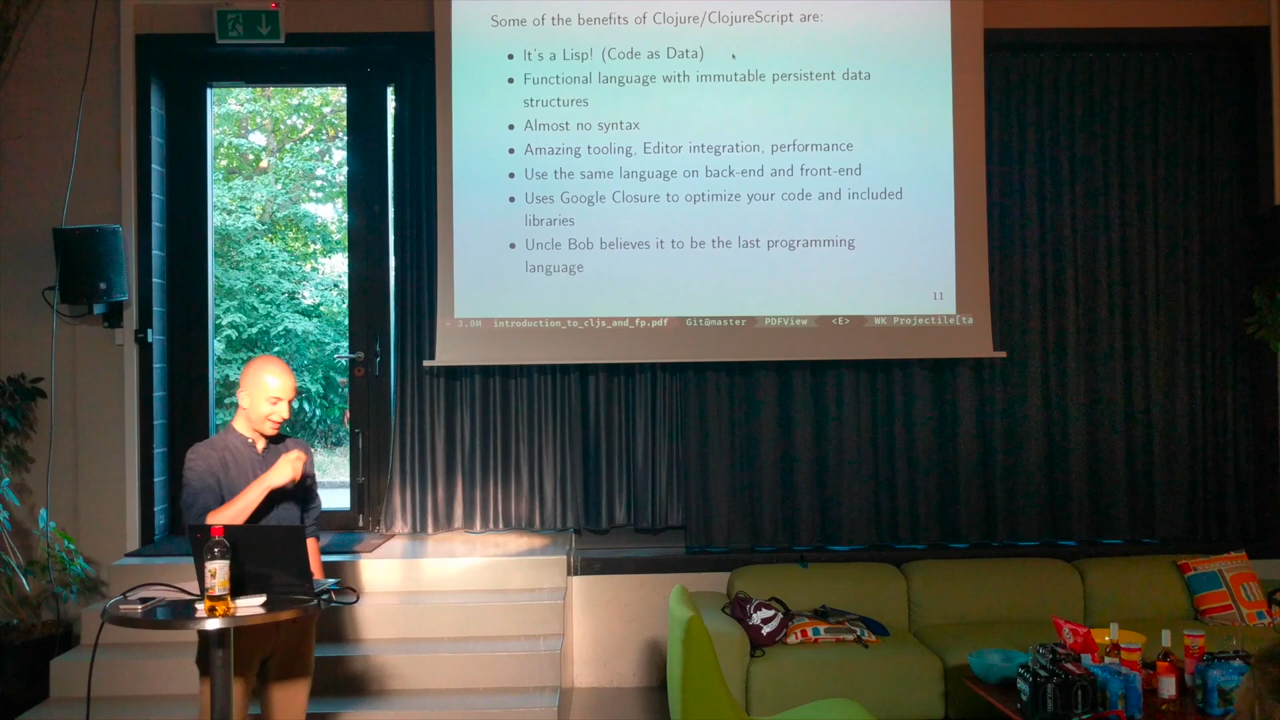 Some of the benefits of Clojure/ClojureScript are:
• It's a Lisp! (Code as Data)
• Functional language with immutable persistent data
structures
• Almost no syntax
• Amazing tooling, Editor integration, performance
• Use the same language on back-end and front-end
• Uses Google Closure to optimize your code and included
libraries
• Uncle Bob believes it to be the last programming
language
11
3.0M introduction_to_cljs_and_fp.pdf Git@master PDFView <E> WK Projectile[ta